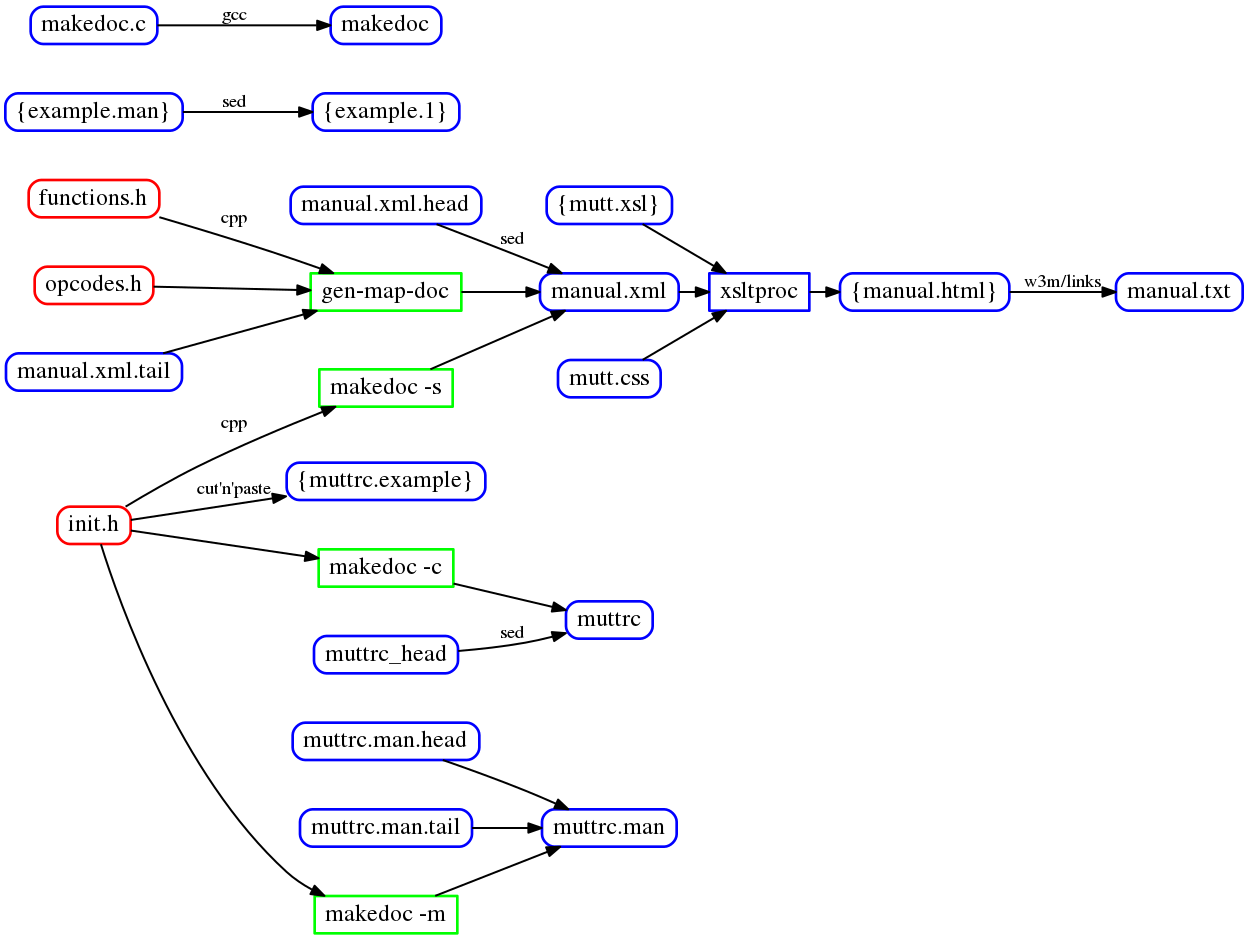 makedoc.c
gcc
makedoc
{example.man}
sed
{example.1}
functions.h
cpp
manual.xml.head
sed
{mutt.xsl}
opcodes.h
gen-map-doc
manual.xml
xsltproc
{manual.html}
w3m/links
manual.txt
manual.xml.tail
makedoc -s
mutt.css
cpp
{muttrc.example}
cut'n'paste
init.h
makedoc -c
muttrc
sed
muttrc_head
muttrc.man.head
muttrc.man.tail
muttrc.man
makedoc -m